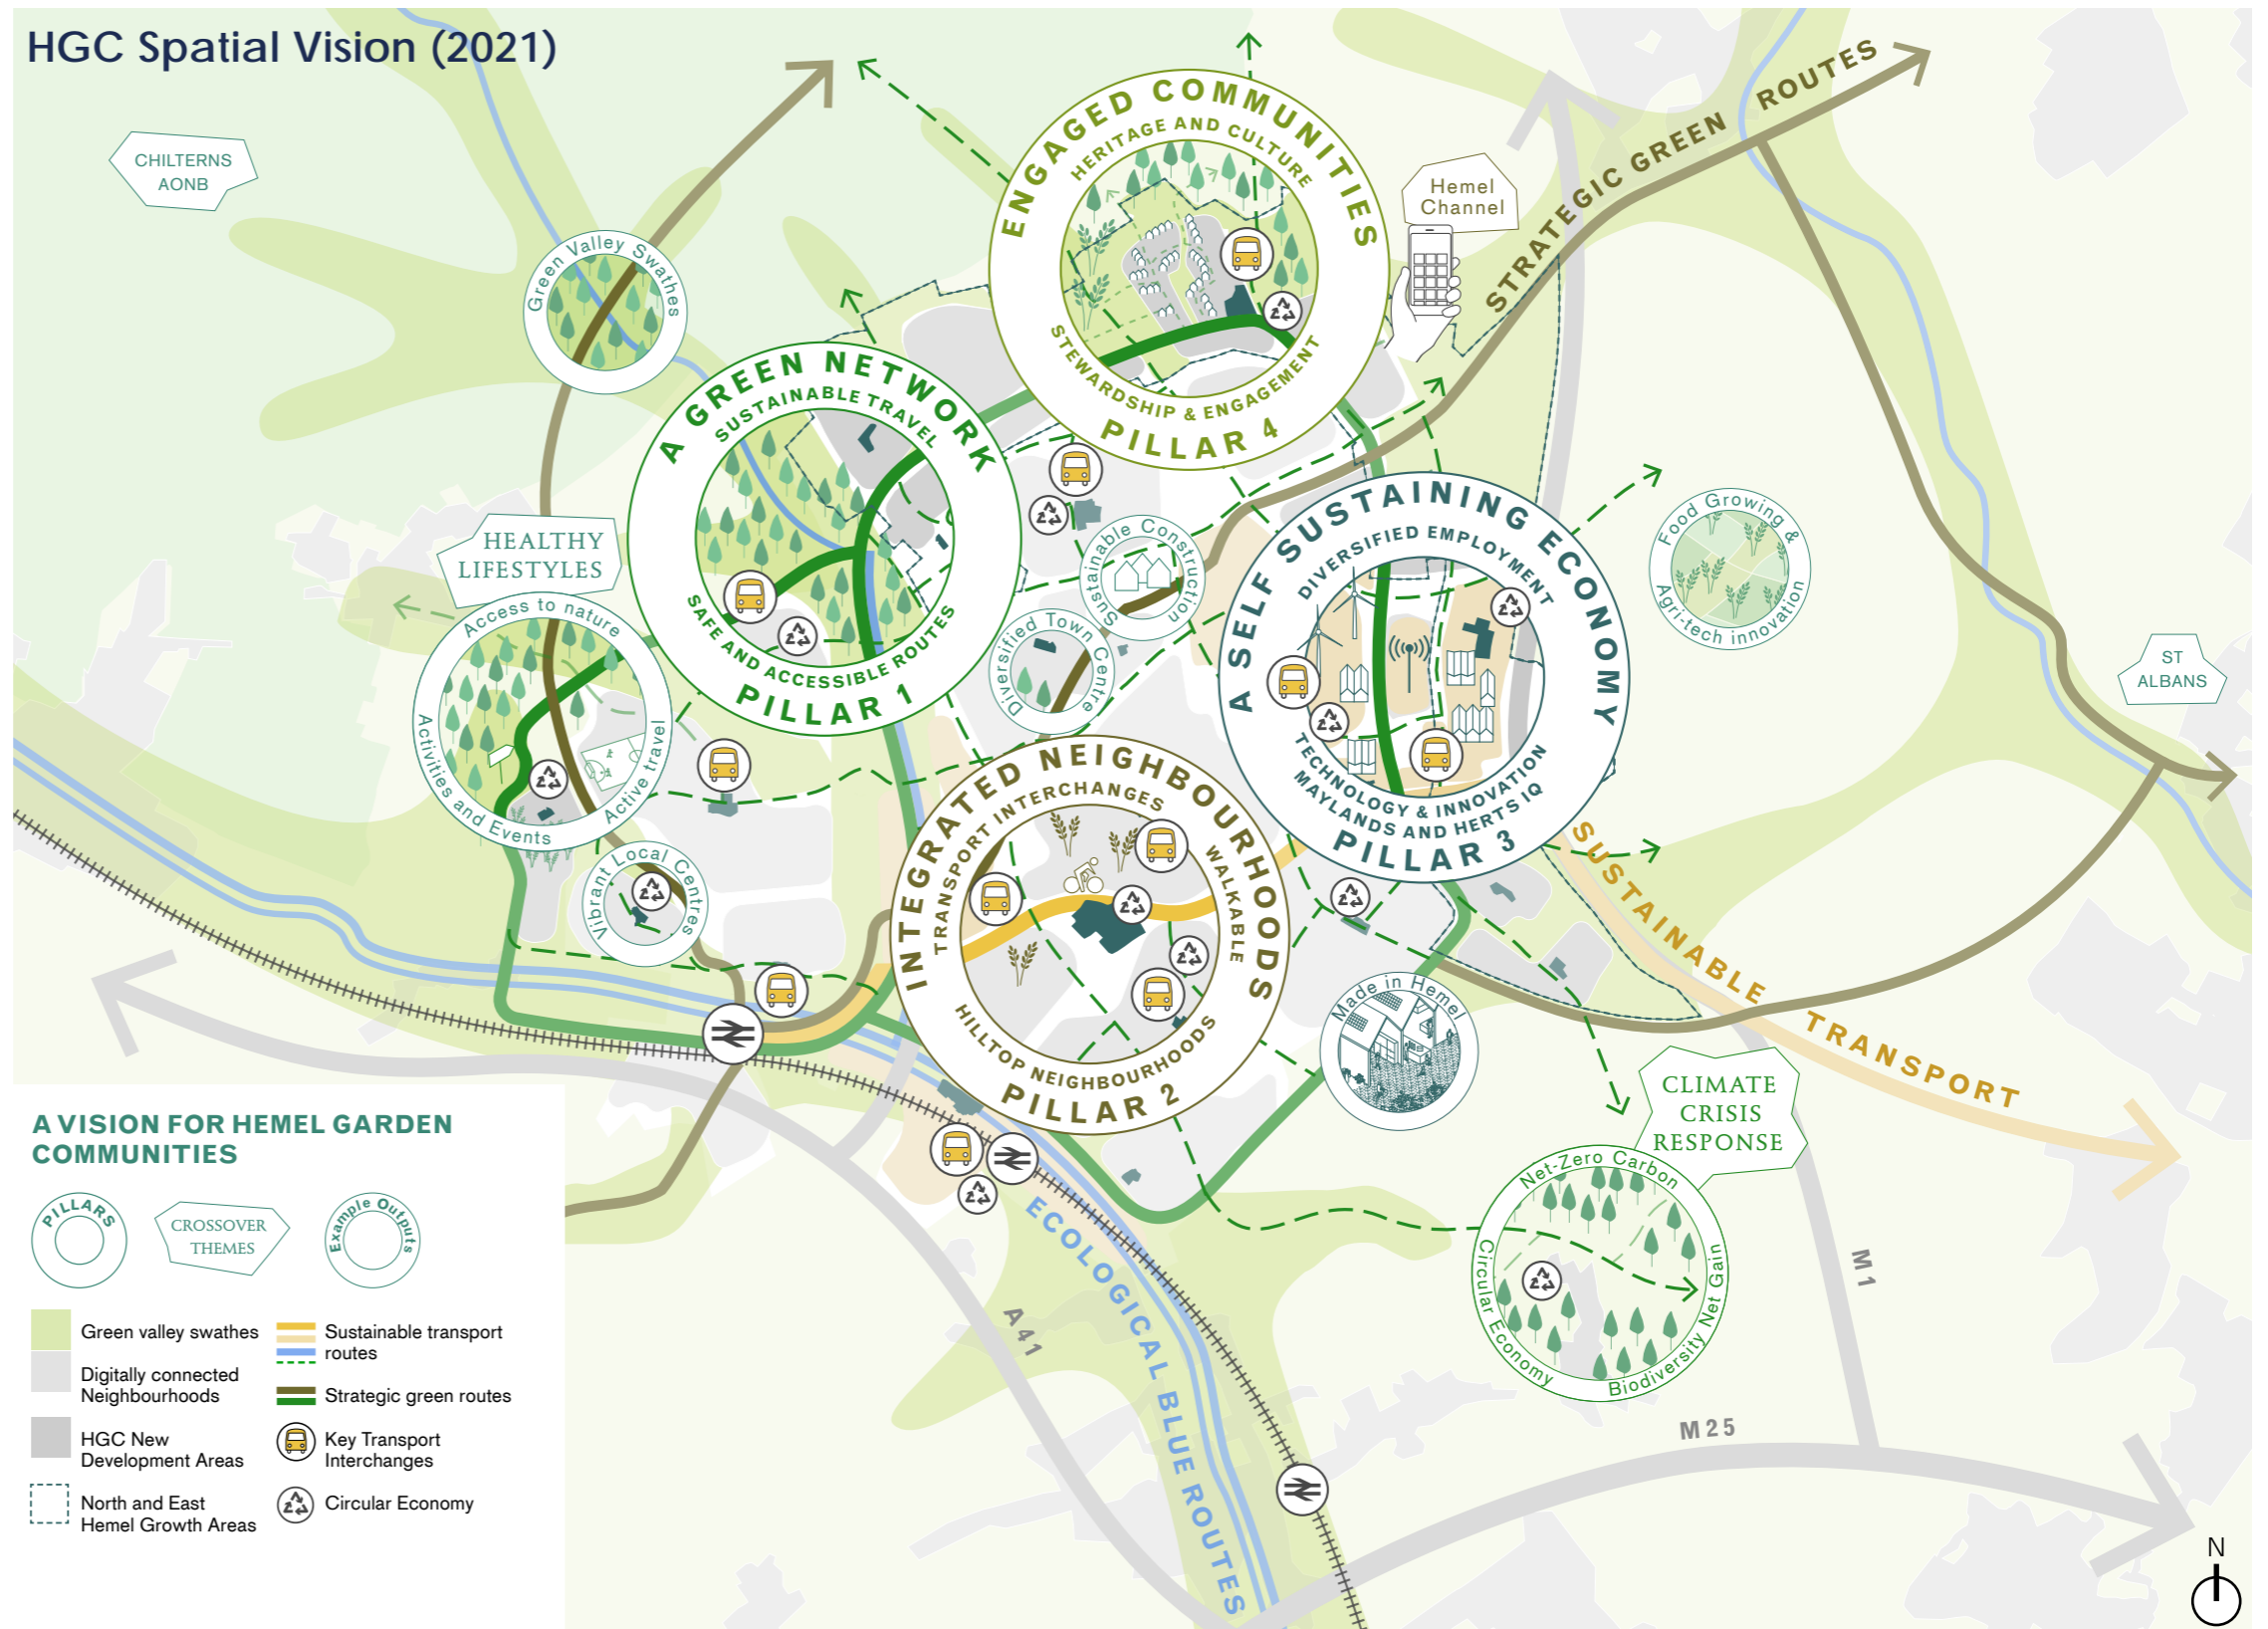 HGC Spatial Vision (2021)
CHILTERNS
AONB
Green Valley Swathes
ENGAGED COMMUNITIES
HERITAGE AND CULTURE
STEWARDSHIP & ENGAGEMENT
PILLAR 4
Hemel
Channel
STRATEGIC GREEN ROUTES
A GREEN NETWORK
SUSTAINABLE TRAVEL
SAFE AND ACCESSIBLE ROUTES
PILLAR 1
HEALTHY
LIFESTYLES
Access to nature
Activities and Events
Active travel
Sustainable Construction
Diversified Town Centre
A SELF SUSTAINING ECONOMY
DIVERSIFIED EMPLOYMENT
TECHNOLOGY & INNOVATION
MAYLANDS AND HERTS IQ
PILLAR 3
Food Growing &
Agri-tech innovation
ST
ALBANS
Vibrant Local Centres
INTEGRATED NEIGHBOURHOODS
TRANSPORT INTERCHANGES
WALKABLE
HILLTOP NEIGHBOURHOODS
PILLAR 2
Made in Hemel
SUSTAINABLE TRANSPORT
CLIMATE
CRISIS
RESPONSE
Net-Zero Carbon
Circular Economy
Biodiversity Net Gain
ECOLOGICAL BLUE ROUTES
A41
M1
M25
A VISION FOR HEMEL GARDEN
COMMUNITIES
PILLARS
CROSSOVER
THEMES
Example Outputs
Green valley swathes
Digitally connected
Neighbourhoods
HGC New
Development Areas
North and East
Hemel Growth Areas
Sustainable transport
routes
Strategic green routes
Key Transport
Interchanges
Circular Economy
N